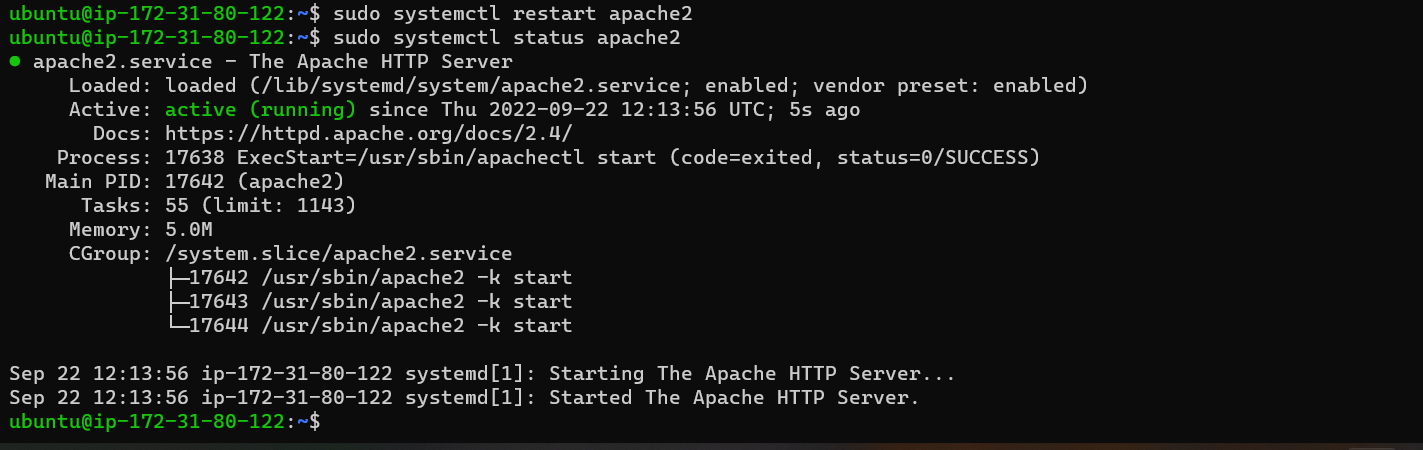 ubuntu@ip-172-31-80-122:~$ sudo systemctl restart apache2
ubuntu@ip-172-31-80-122:~$ sudo systemctl status apache2
● apache2.service - The Apache HTTP Server
     Loaded: loaded (/lib/systemd/system/apache2.service; enabled; vendor preset: enabled)
     Active: active (running) since Thu 2022-09-22 12:13:56 UTC; 5s ago
       Docs: https://httpd.apache.org/docs/2.4/
    Process: 17638 ExecStart=/usr/sbin/apachectl start (code=exited, status=0/SUCCESS)
   Main PID: 17642 (apache2)
      Tasks: 55 (limit: 1143)
     Memory: 5.0M
     CGroup: /system.slice/apache2.service
             ├─17642 /usr/sbin/apache2 -k start
             ├─17643 /usr/sbin/apache2 -k start
             └─17644 /usr/sbin/apache2 -k start

Sep 22 12:13:56 ip-172-31-80-122 systemd[1]: Starting The Apache HTTP Server...
Sep 22 12:13:56 ip-172-31-80-122 systemd[1]: Started The Apache HTTP Server.
ubuntu@ip-172-31-80-122:~$